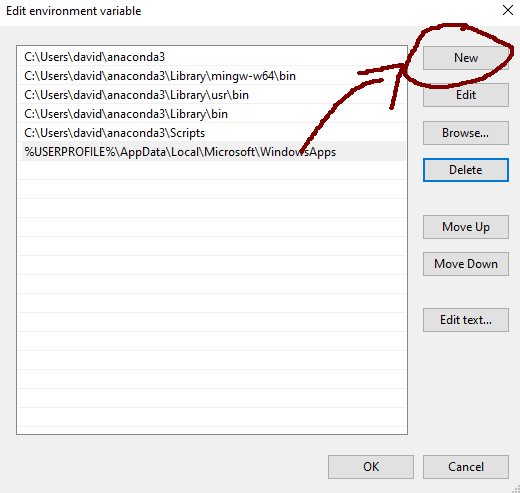 Edit environment variable
C:\Users\david\anaconda3
C:\Users\david\anaconda3\Library\mingw-w64\bin
C:\Users\david\anaconda3\Library\usr\bin
C:\Users\david\anaconda3\Library\bin
C:\Users\david\anaconda3\Scripts
%USERPROFILE%\AppData\Local\Microsoft\WindowsApps
New
Edit
Browse...
Delete
Move Up
Move Down
Edit text...
OK
Cancel